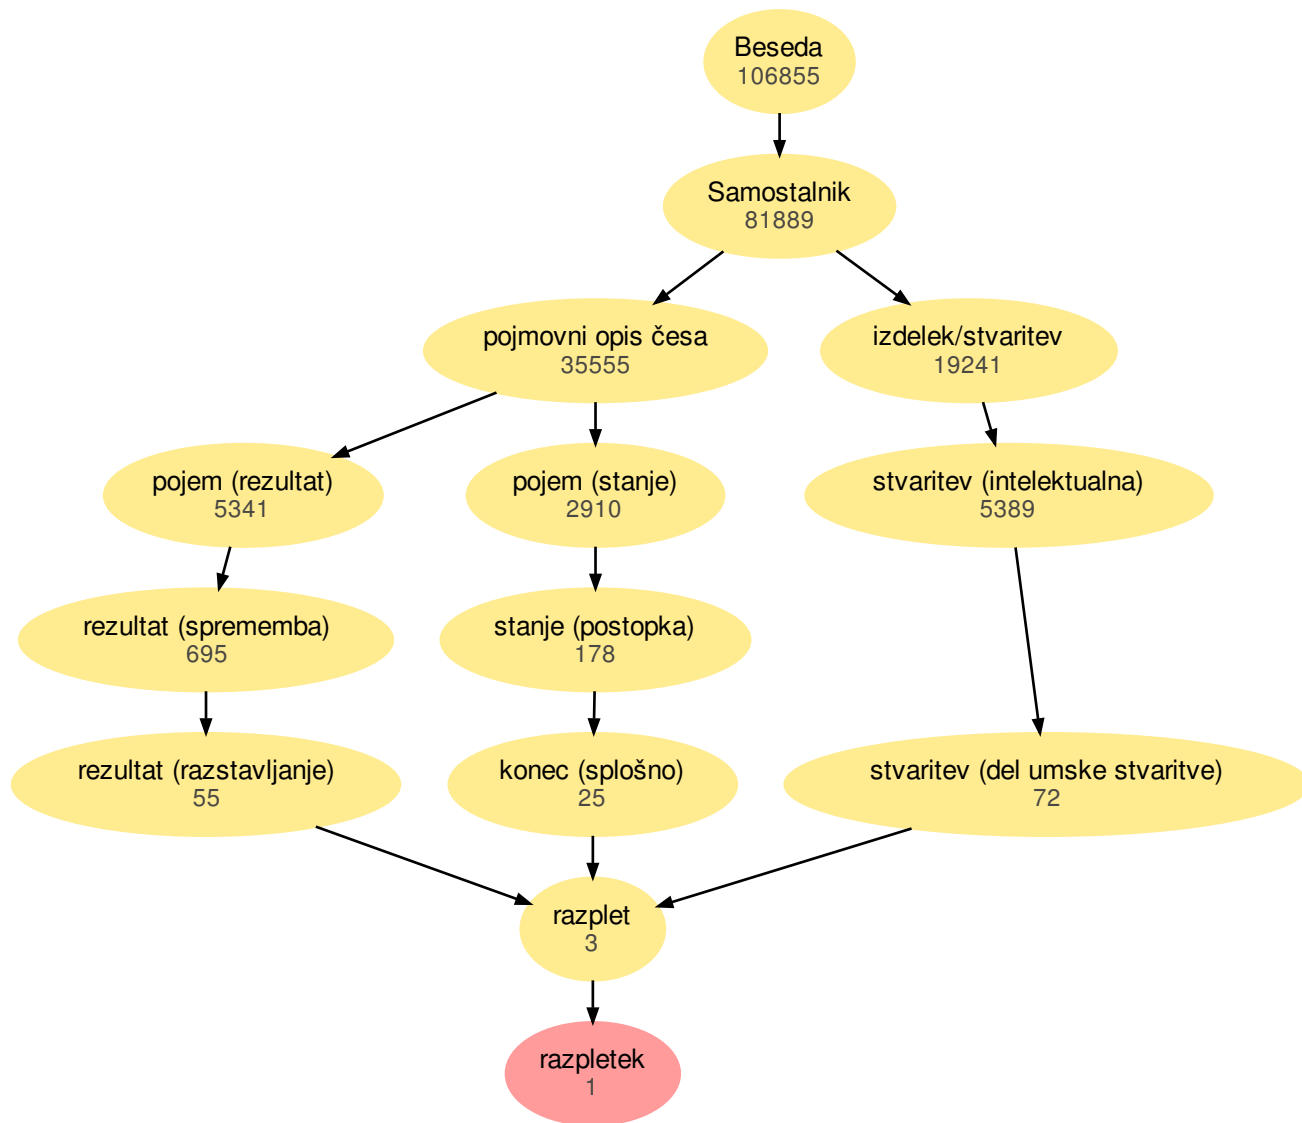 Beseda
106855
Samostalnik
81889
pojmovni opis česa
35555
izdelek/stvaritev
19241
pojem (rezultat)
5341
pojem (stanje)
2910
stvaritev (intelektualna)
5389
rezultat (sprememba)
695
stanje (postopka)
178
rezultat (razstavljanje)
55
konec (splošno)
25
stvaritev (del umske stvaritve)
72
razplet
3
razpletek
1